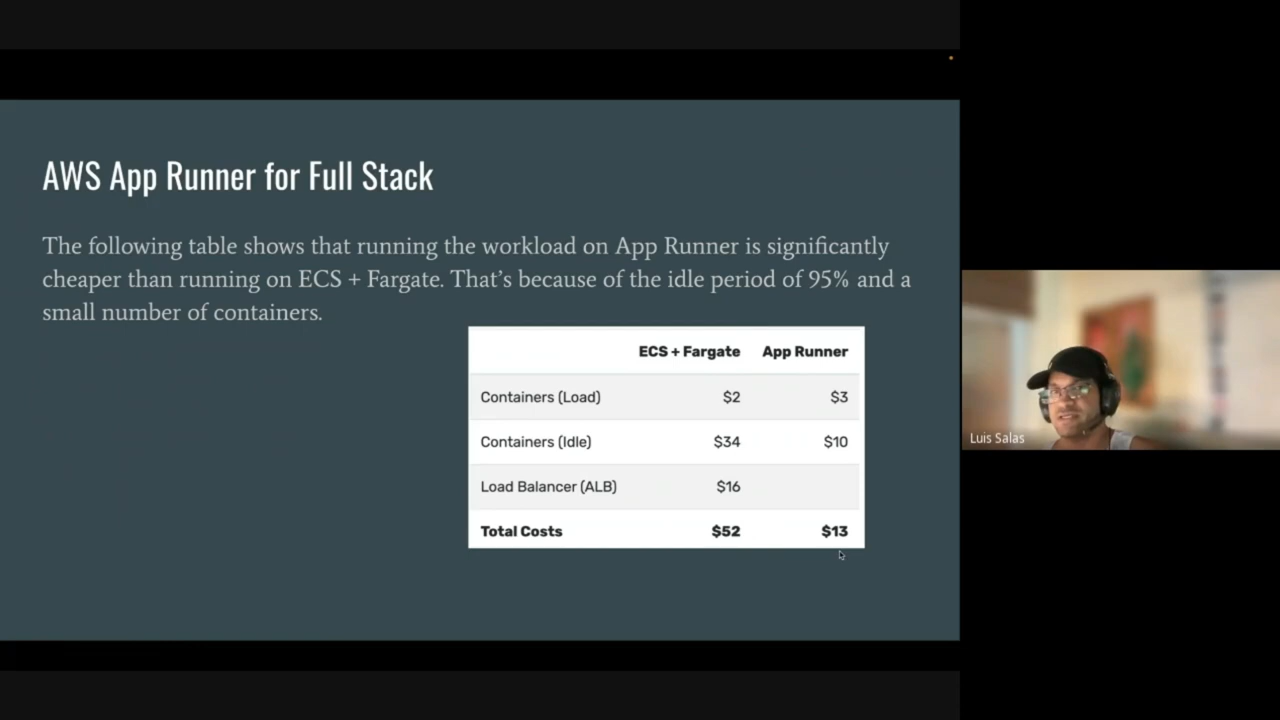 AWS App Runner for Full Stack
The following table shows that running the workload on App Runner is significantly
cheaper than running on ECS + Fargate. That’s because of the idle period of 95% and a
small number of containers.
ECS + Fargate App Runner
Containers (Load) $2 $3
Containers (Idle) $34 $10
Load Balancer (ALB) $16
Total Costs $52 $13
Luis Salas